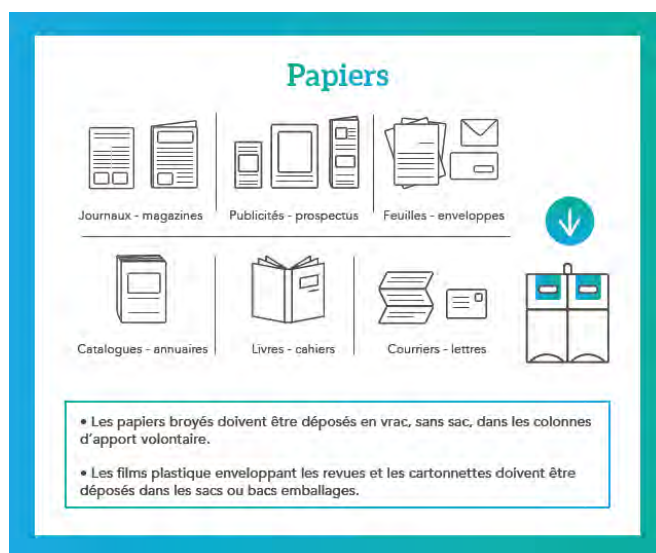 Papiers
Journaux - magazines
Publicités - prospectus
Feuilles - enveloppes
Catalogues - annuaires
Livres - cahiers
Courriers - lettres
• Les papiers broyés doivent être déposés en vrac, sans sac, dans les colonnes
d’apport volontaire.
• Les films plastique enveloppant les revues et les cartonnettes doivent être
déposés dans les sacs ou bacs emballages.